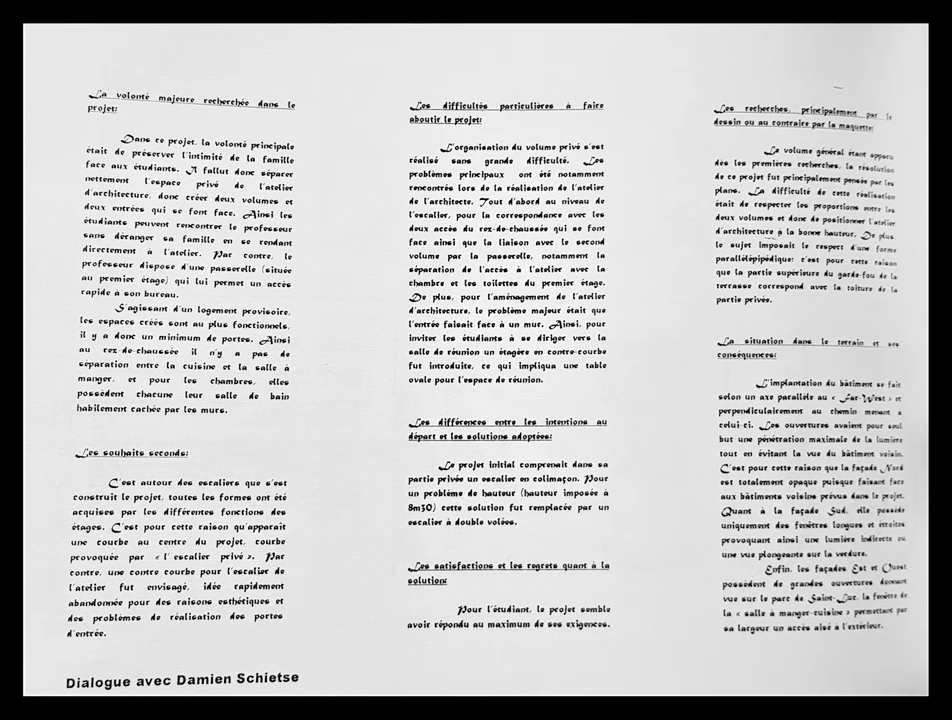 La volonté majeure recherchée dans le
projet:
Dans ce projet, la volonté principale
était de préserver l'intimité de la famille
face aux étudiants. Il fallut donc séparer
nettement l'espace privé de l'atelier
d'architecture, donc créer deux volumes et
deux entrées qui se font face. Ainsi les
étudiants peuvent rencontrer le professeur
sans déranger sa famille en se rendant
directement à l'atelier. Par contre, le
professeur dispose d'une passerelle (située
au premier étage) qui lui permet un accès
rapide à son bureau.
S'agissant d'un logement provisoire,
les espaces créés sont au plus fonctionnels,
il y a donc un minimum de portes. Ainsi
au rez-de-chaussée il n'y a pas de
séparation entre la cuisine et la salle à
manger, et pour les chambres, elles
possèdent chacune leur salle de bain
habilement cachée par les murs.
Les souhaits seconds:
C'est autour des escaliers que s'est
construit le projet, toutes les formes ont été
acquises par les différentes fonctions des
étages. C'est pour cette raison qu'apparaît
une courbe au centre du projet, courbe
provoquée par « l'escalier privé ». Par
contre, une contre courbe pour l'escalier de
l'atelier fut envisagé, idée rapidement
abandonnée pour des raisons esthétiques et
des problèmes de réalisation des portes
d'entrée.
Dialogue avec Damien Schietse
Les difficultés particulières à faire
aboutir le projet:
L'organisation du volume privé s'est
réalisé sans grande difficulté. Les
problèmes principaux ont été notamment
rencontrés lors de la réalisation de l'atelier
de l'architecte. Tout d'abord au niveau de
l'escalier, pour la correspondance avec les
deux accès du rez-de-chaussée qui se font
face ainsi que la liaison avec le second
volume par la passerelle, notamment la
séparation de l'accès à l'atelier avec la
chambre et les toilettes du premier étage.
De plus, pour l'aménagement de l'atelier
d'architecture, le problème majeur était que
l'entrée faisait face à un mur. Ainsi, pour
inviter les étudiants à se diriger vers la
salle de réunion un étagère en contre-courbe
fut introduite, ce qui impliqua une table
ovale pour l'espace de réunion.
Les différences entre les intentions au
départ et les solutions adoptées:
Le projet initial comprenait dans sa
partie privée un escalier en colimaçon. Pour
un problème de hauteur (hauteur imposée à
8m30) cette solution fut remplacée par un
escalier à double volées.
Les satisfactions et les regrets quant à la
solution:
Pour l'étudiant, le projet semble
avoir répondu au maximum de ses exigences.
Les recherches, principalement par le
dessin ou au contraire par la maquette:
Le volume général étant apparu
dès les premières recherches, la résolution
de ce projet fut principalement pensée par les
plans. La difficulté de cette réalisation
était de respecter les proportions entre les
deux volumes et donc de positionner l'atelier
d'architecture à la bonne hauteur. De plus,
le sujet imposait le respect d'une forme
parallélépipédique: c'est pour cette raison
que la partie supérieure du garde-fou de la
terrasse correspond avec la toiture de la
partie privée.
La situation dans le terrain et ses
conséquences:
L'implantation du bâtiment se fait
selon un axe parallèle au « Far-West » et
perpendiculairement au chemin menant à
celui-ci. Les ouvertures avaient pour seul
but une pénétration maximale de la lumière
tout en évitant la vue du bâtiment voisin.
C'est pour cette raison que la façade Nord
est totalement opaque puisque faisant face
aux bâtiments voisins prévus dans le projet.
Quant à la façade Sud, elle possède
uniquement des fenêtres longues et étroites
provoquant ainsi une lumière indirecte ou
une vue plongeante sur la verdure.
Enfin, les façades Est et Ouest
possèdent de grandes ouvertures donnant
vue sur le parc de Saint-Luc, la fenêtre de
la « salle à manger-cuisine » permettant par
sa largeur un accès aisé à l'extérieur.